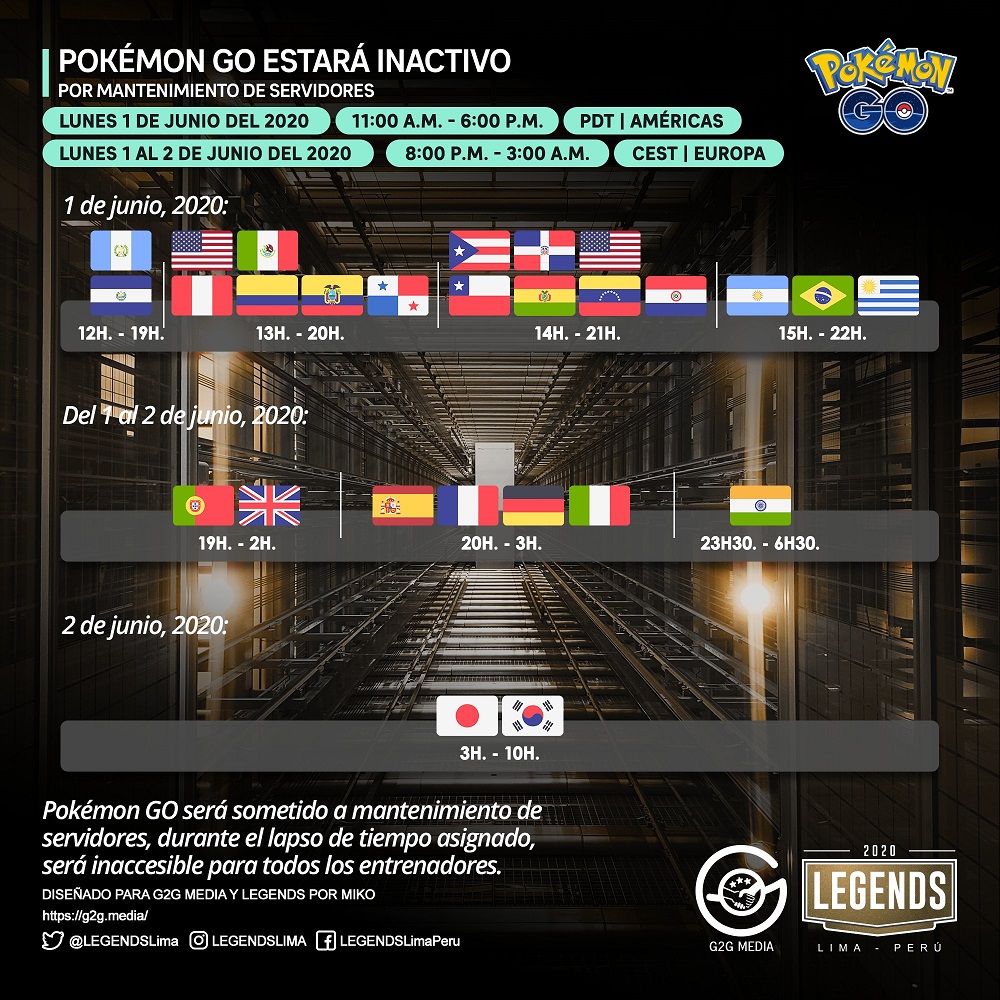 POKÉMON GO ESTARÁ INACTIVO
POR MANTENIMIENTO DE SERVIDORES
LUNES 1 DE JUNIO DEL 2020 11:00 A.M. - 6:00 P.M. PDT | AMÉRICAS
LUNES 1 AL 2 DE JUNIO DEL 2020 8:00 P.M. - 3:00 A.M. CEST | EUROPA
POKÉMON
GO
1 de junio, 2020:
12H. - 19H. 13H. - 20H. 14H. - 21H. 15H. - 22H.
Del 1 al 2 de junio, 2020:
19H. - 2H. 20H. - 3H. 23H30. - 6H30.
2 de junio, 2020:
3H. - 10H.
Pokémon GO será sometido a mantenimiento de
servidores, durante el lapso de tiempo asignado,
será inaccesible para todos los entrenadores.
DISEÑADO PARA G2G MEDIA Y LEGENDS POR MIKO
https://g2g.media/
@LEGENDSLima LEGENDSLIMA LEGENDSLimaPeru
G2G MEDIA
2020
LEGENDS
LIMA - PERÚ